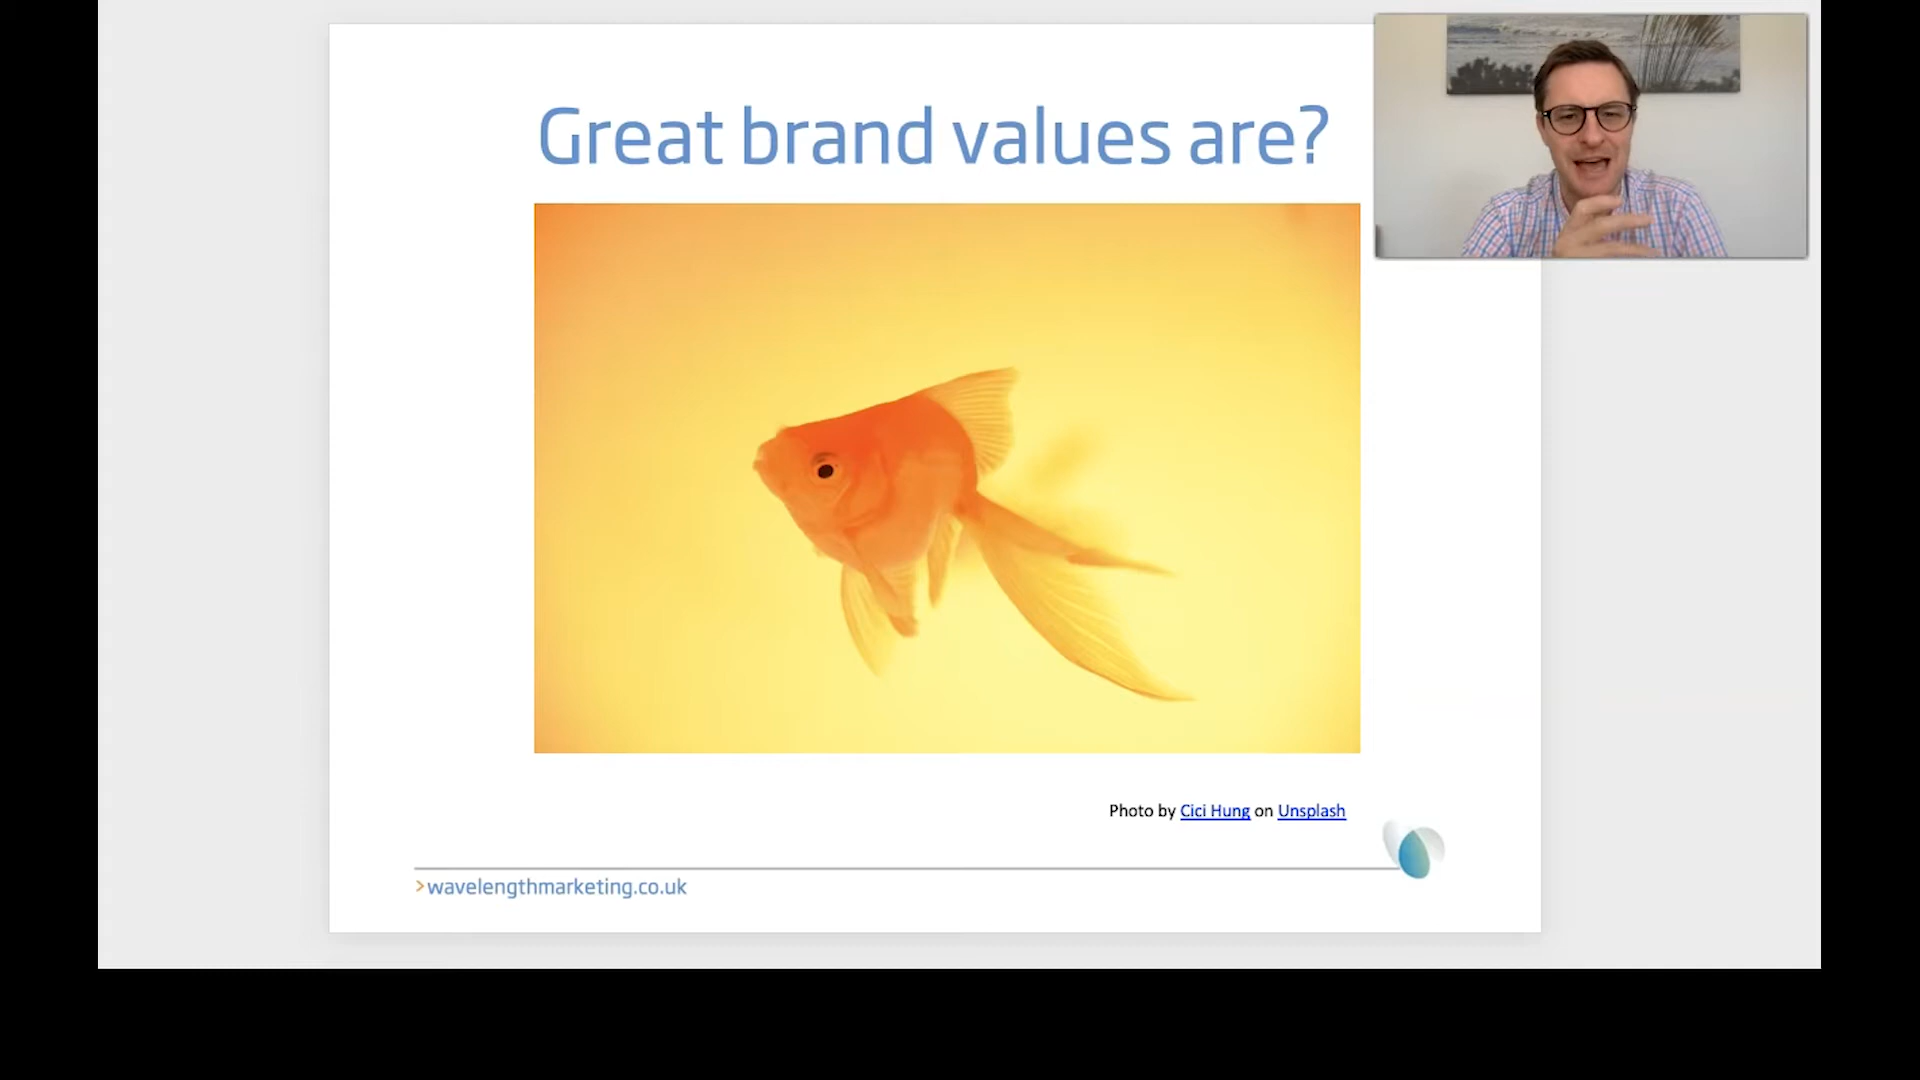 Great brand values are?
Photo by Cici Hung on Unsplash
>wavelengthmarketing.co.uk